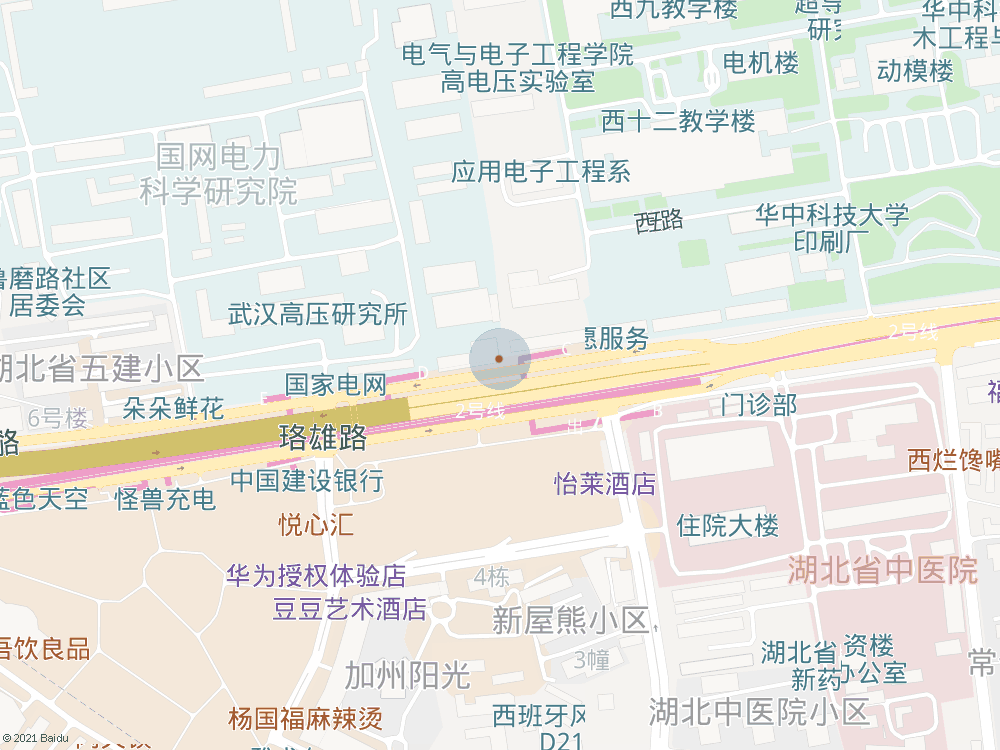 西九教学楼
超导
研究
华中科
木工程与
电气与电子工程学院
高电压实验室
电机楼
动模楼
西十二教学楼
国网电力
科学研究院
应用电子工程系
西环路
华中科技大学
印刷厂
鲁磨路社区
居委会
武汉高压研究所
愿服务
2号线
湖北省五建小区
C
D
国家电网
E
6号楼
朵朵鲜花
2号线
B
A
门诊部
珞雄路
路
西烂馋嘴
中国建设银行
怡莱酒店
蓝色天空
怪兽充电
悦心汇
住院大楼
华为授权体验店
4栋
湖北省中医院
豆豆艺术酒店
新屋熊小区
吾饮良品
3幢
湖北省
新药
资楼
办公室
常
加州阳光
杨国福麻辣烫
西班牙风
D21
湖北中医院小区
© 2021 Baidu